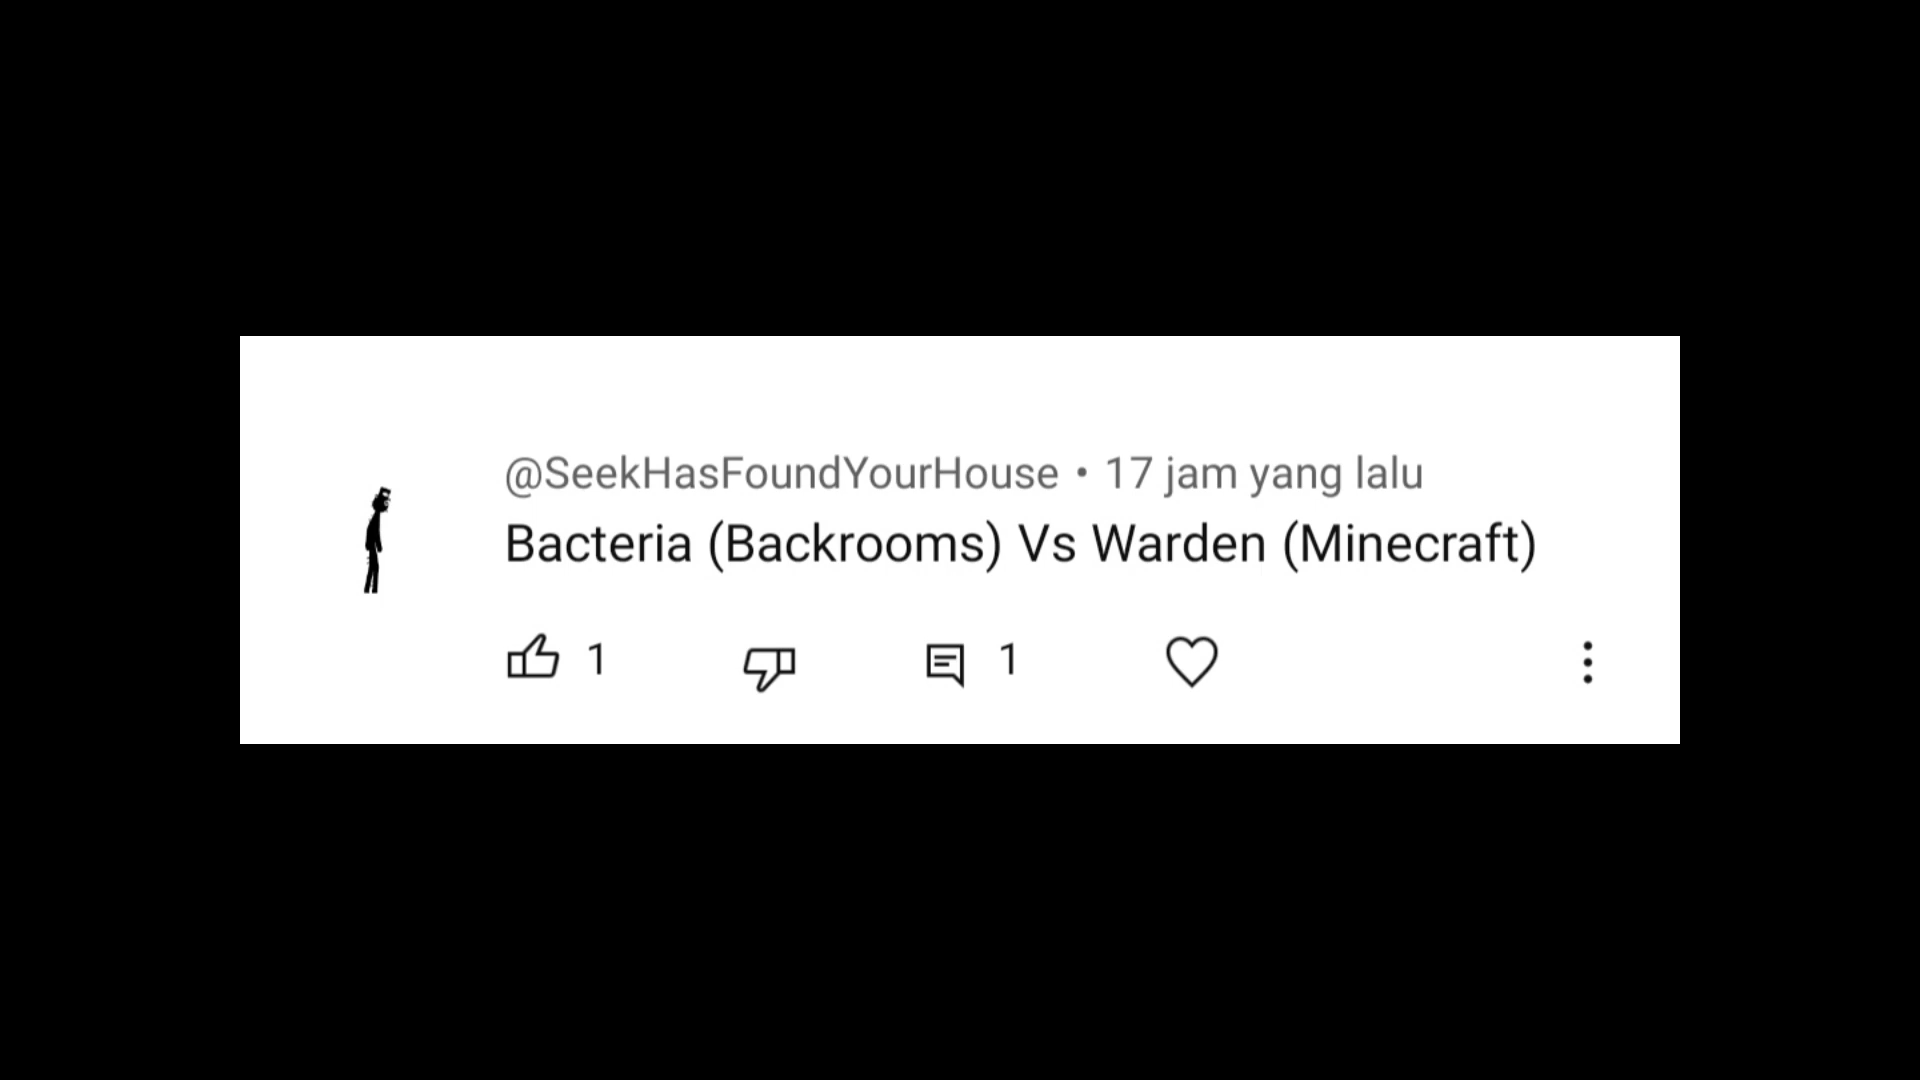 @SeekHasFoundYourHouse • 17 jam yang lalu
Bacteria (Backrooms) Vs Warden (Minecraft)
1 1